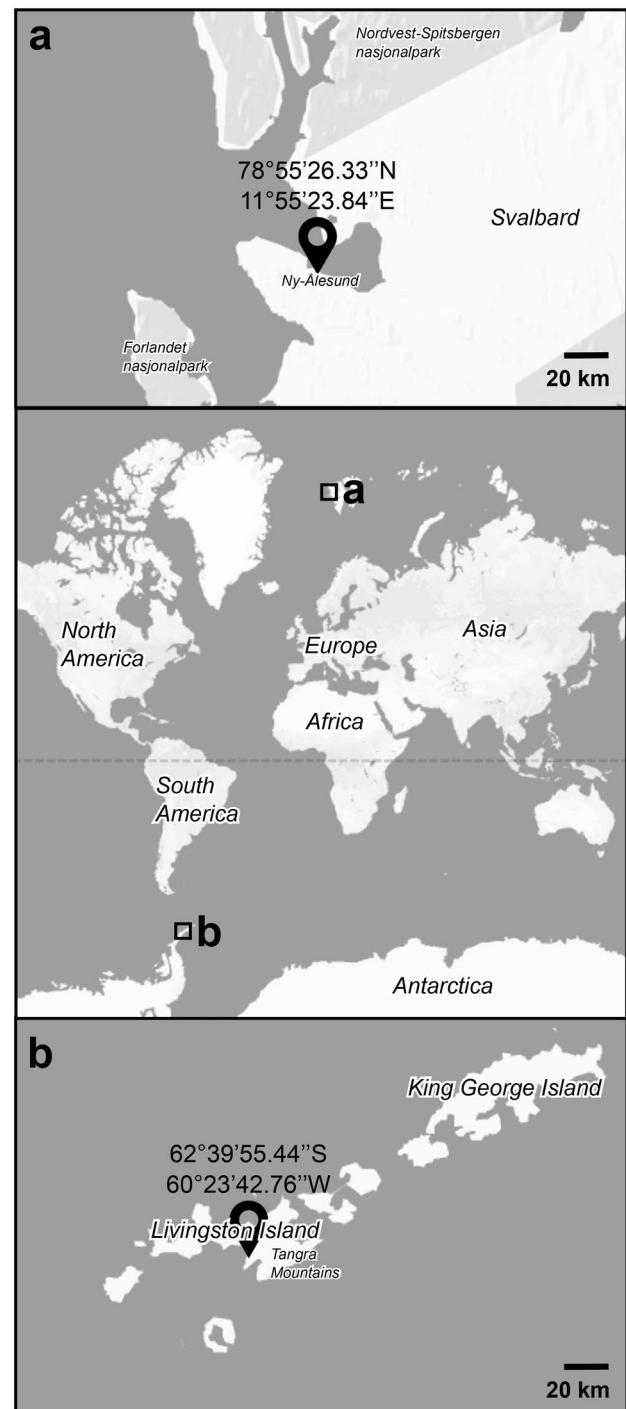 a
Nordvest-Spitsbergen
nasjonalpark
78°55’26.33’’N
11°55’23.84’’E
Svalbard
Ny-Ålesund
Forlandet
nasjonalpark
20 km
a
North
America
Europe
Asia
Africa
South
America
b
Antarctica
b
King George Island
62°39’55.44’’S
60°23’42.76’’W
Livingston Island
Tangra
Mountains
20 km